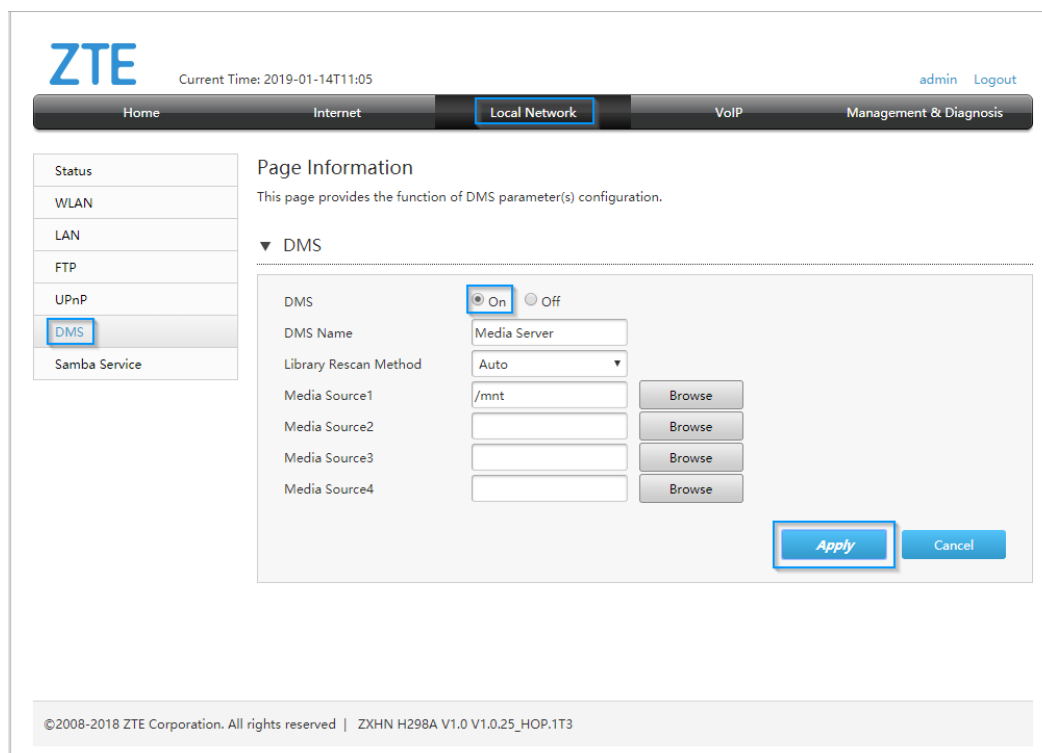 ZTE
Current Time: 2019-01-14T11:05
admin Logout
Home Internet Local Network VoIP Management & Diagnosis
Status
WLAN
LAN
FTP
UPnP
DMS
Samba Service
Page Information
This page provides the function of DMS parameter(s) configuration.
▼ DMS
DMS On Off
DMS Name Media Server
Library Rescan Method Auto
Media Source1 /mnt Browse
Media Source2 Browse
Media Source3 Browse
Media Source4 Browse
Apply Cancel
©2008-2018 ZTE Corporation. All rights reserved | ZXHN H298A V1.0 V1.0.25_HOP.1T3